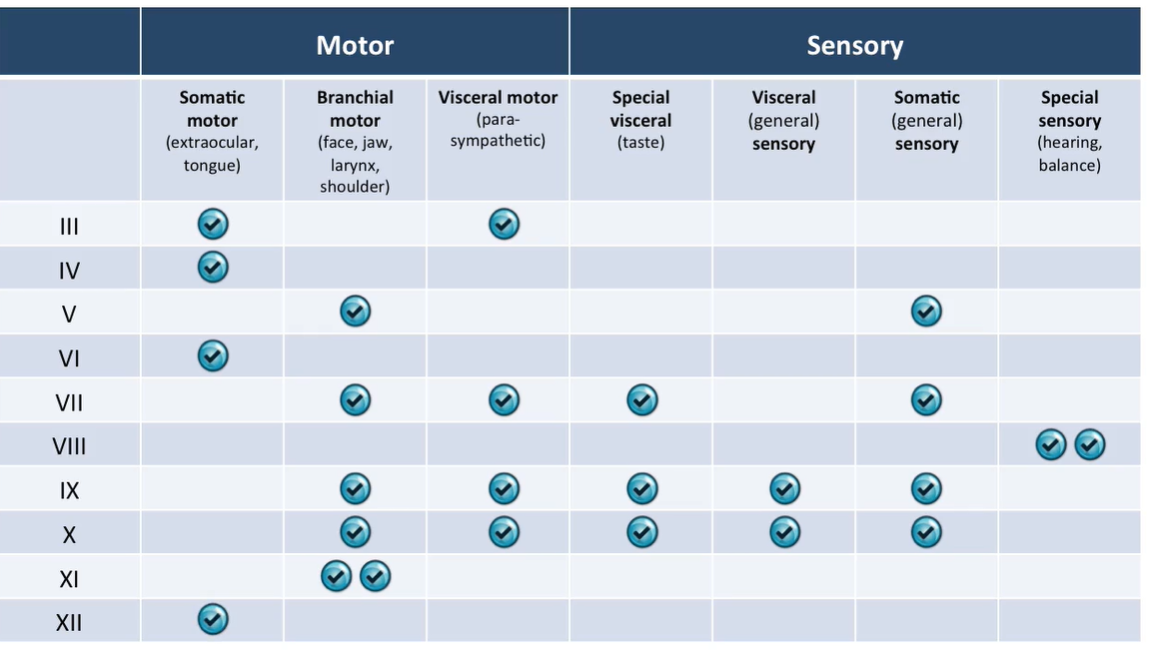 Motor Sensory
Somatic motor (extraocular, tongue)
Branchial motor (face, jaw, larynx, shoulder)
Visceral motor (para-sympathetic)
Special visceral (taste)
Visceral (general) sensory
Somatic (general) sensory
Special sensory (hearing, balance)
III
IV
V
VI
VII
VIII
IX
X
XI
XII